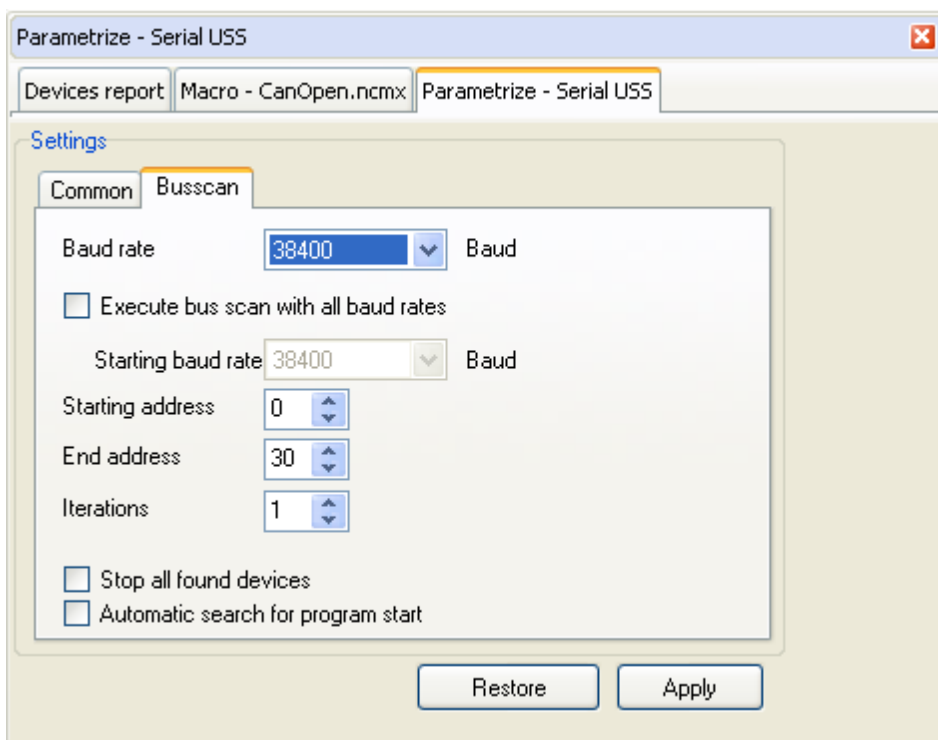 Parametrize - Serial USS
Devices report Macro - CanOpen.ncmx Parametrize - Serial USS
Settings
Common Busscan
Baud rate 38400 Baud
Execute bus scan with all baud rates
Starting baud rate 38400 Baud
Starting address 0
End address 30
Iterations 1
Stop all found devices
Automatic search for program start
Restore Apply